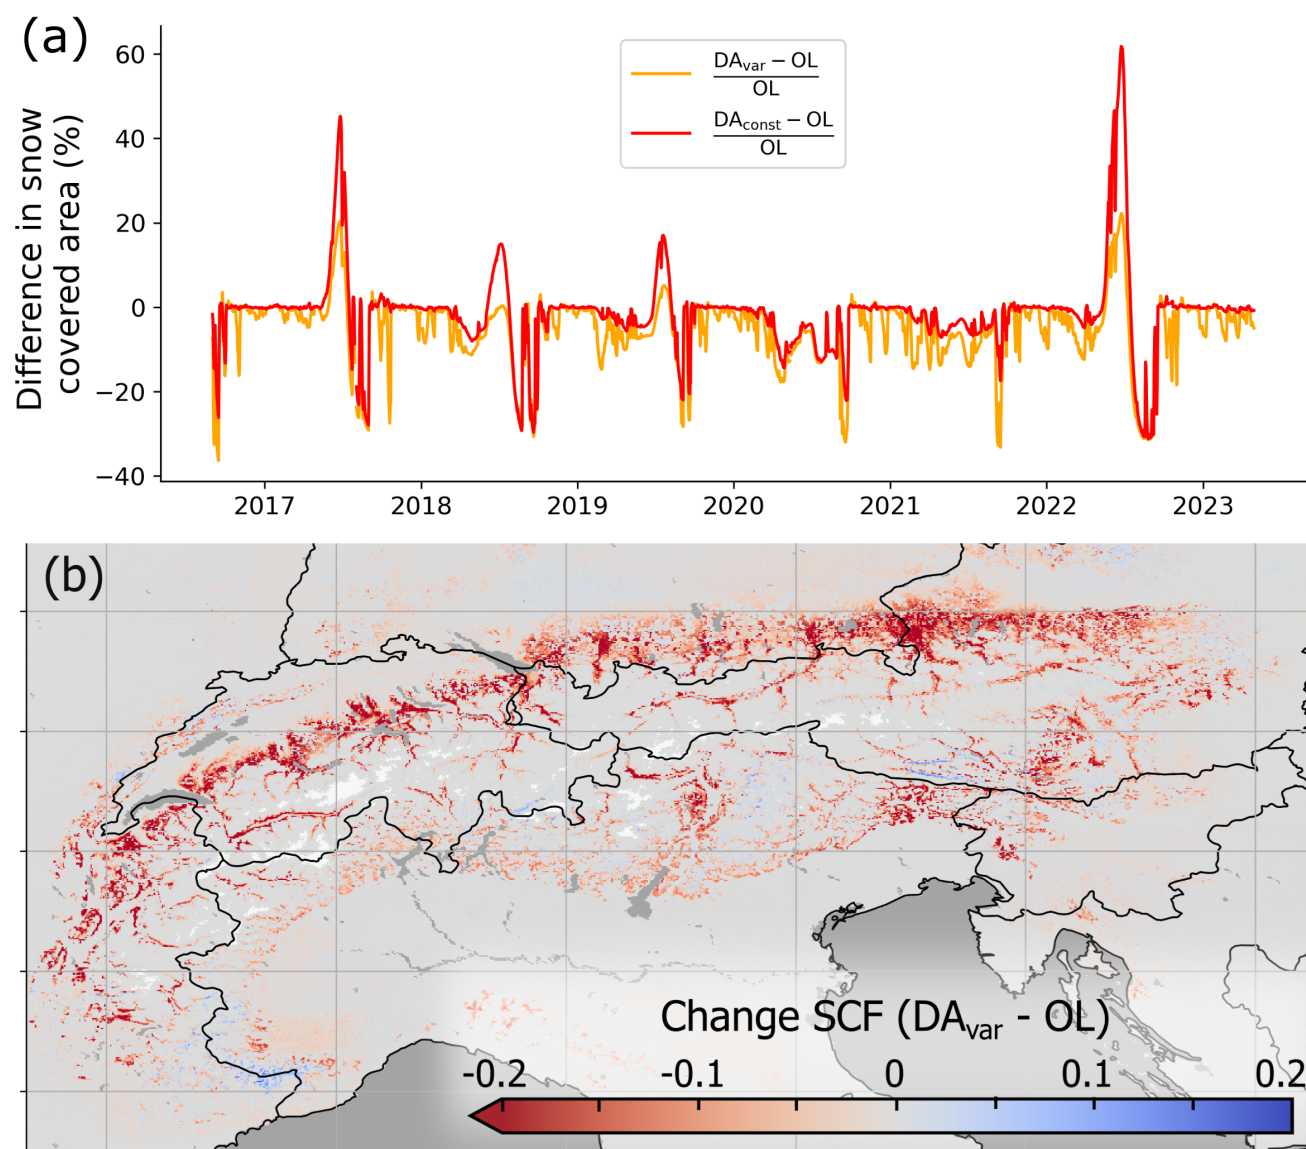 (a)
Difference in snow
covered area (%)
60
40
20
0
−20
−40
DAvar − OL
OL
DAconst − OL
OL
2017 2018 2019 2020 2021 2022 2023
(b)
Change SCF (DAvar - OL)
-0.2 -0.1 0 0.1 0.2